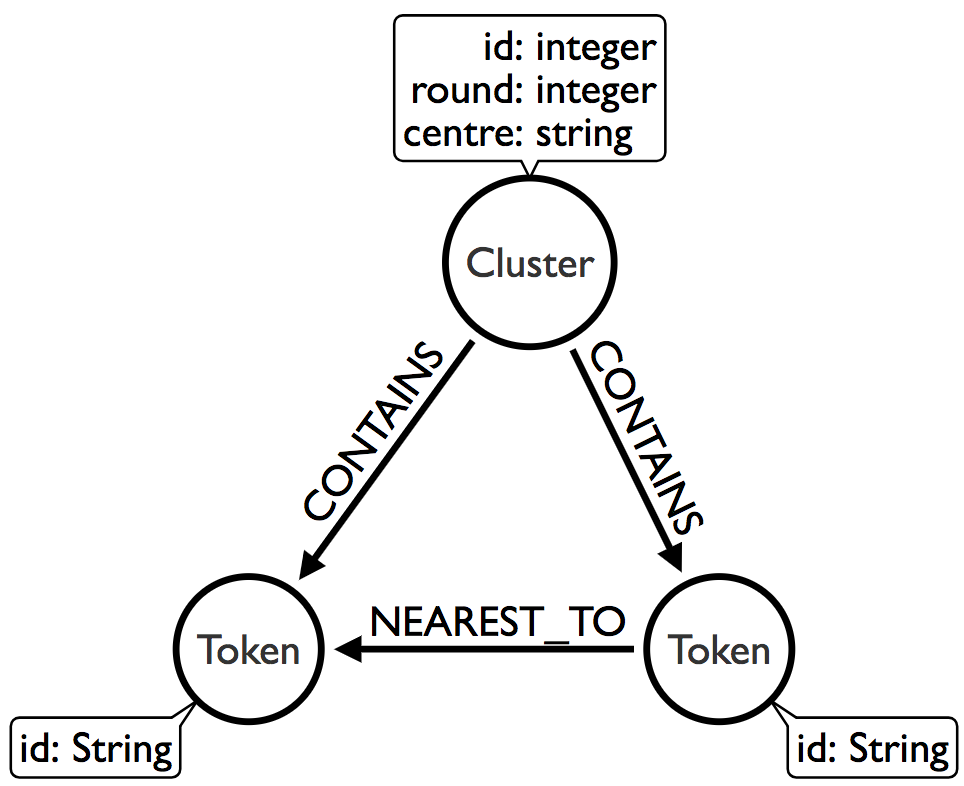 id: integer
round: integer
centre: string
Cluster
CONTAINS
CONTAINS
NEAREST_TO
Token
Token
id: String
id: String